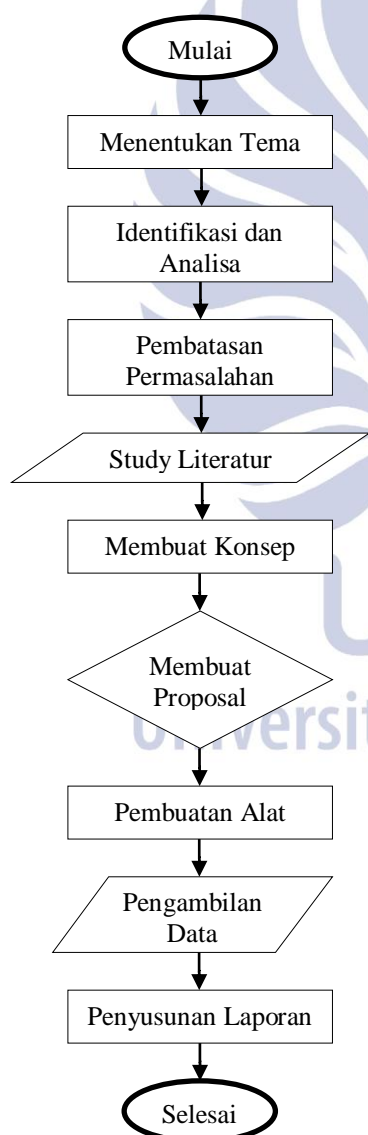 Mulai
Menentukan Tema
Identifikasi dan
Analisa
Pembatasan
Permasalahan
Study Literatur
Membuat Konsep
Membuat
Proposal
Pembuatan Alat
Pengambilan
Data
Penyusunan Laporan
Selesai